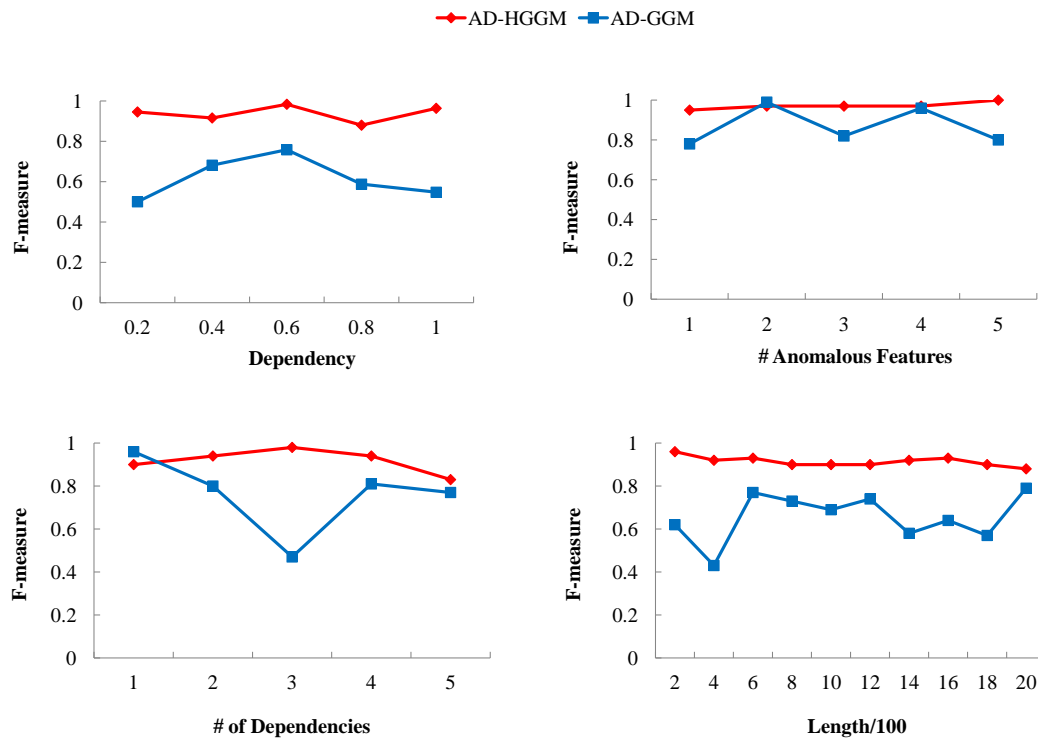 AD-HGGM AD-GGM
F-measure
1
0.8
0.6
0.4
0.2
0
0.2 0.4 0.6 0.8 1
Dependency
F-measure
1
0.8
0.6
0.4
0.2
0
1 2 3 4 5
# Anomalous Features
F-measure
1
0.8
0.6
0.4
0.2
0
1 2 3 4 5
# of Dependencies
F-measure
1
0.8
0.6
0.4
0.2
0
2 4 6 8 10 12 14 16 18 20
Length/100